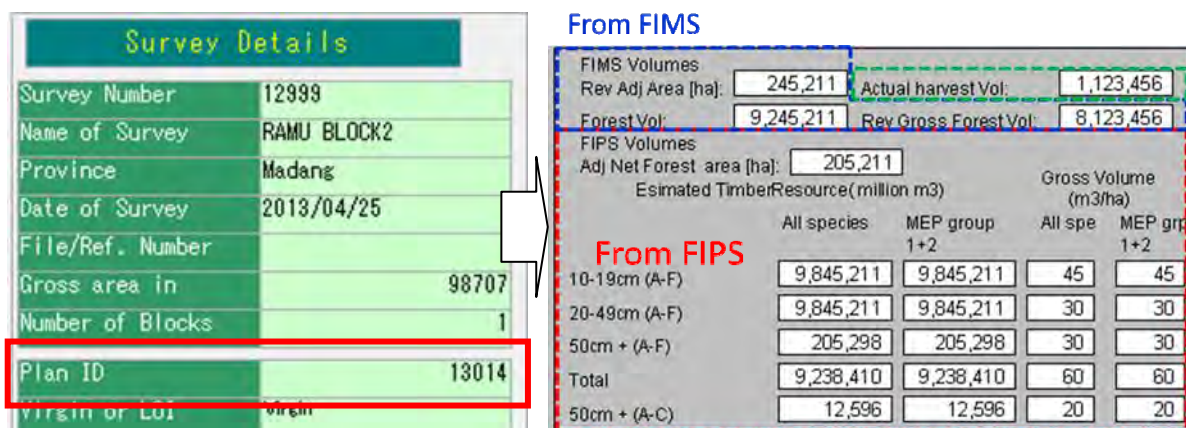 Survey Details
Survey Number 12999
Name of Survey RAMU BLOCK2
Province Madang
Date of Survey 2013/04/25
File/Ref. Number
Gross area in 98707
Number of Blocks 1
Plan ID 13014
Virgin or LOI Virgin
From FIMS
FIMS Volumes
Rev Adj Area [ha]: 245,211 Actual harvest Vol: 1,123,456
Forest Vol: 9,245,211 Rev Gross Forest Vol: 8,123,456
FIPS Volumes
Adj Net Forest area [ha]: 205,211
Esimated TimberResource( million m3) Gross Volume
(m3/ha)
All species MEP group All spe MEP grp
1+2 1+2
From FIPS
10-19cm (A-F) 9,845,211 9,845,211 45 45
20-49cm (A-F) 9,845,211 9,845,211 30 30
50cm + (A-F) 205,298 205,298 30 30
Total 9,238,410 9,238,410 60 60
50cm + (A-C) 12,596 12,596 20 20